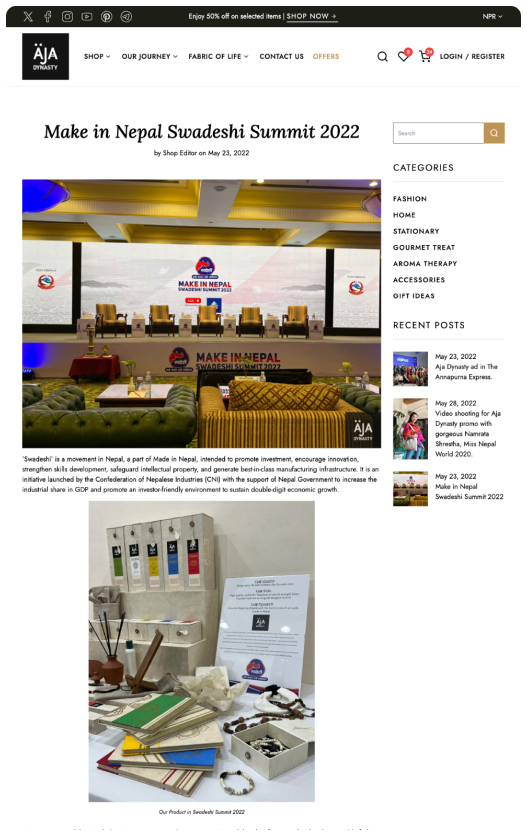 Enjoy 50% off on selected items | SHOP NOW →
NPR
ÄJA
DYNASTY
SHOP
OUR JOURNEY
FABRIC OF LIFE
CONTACT US
OFFERS
LOGIN / REGISTER
Make in Nepal Swadeshi Summit 2022
by Shop Editor on May 23, 2022
MAKE IN NEPAL
SWADESHI SUMMIT 2022
MAKE IN NEPAL
SWADESHI SUMMIT 2022
ÄJA
DYNASTY
'Swadeshi' is a movement in Nepal, a part of Made in Nepal, intended to promote investment, encourage innovation,
strengthen skills development, safeguard intellectual property, and generate best-in-class manufacturing infrastructure. It is an
initiative launched by the Confederation of Nepalese Industries (CNI) with the support of Nepal Government to increase the
industrial share in GDP and promote an investor-friendly environment to sustain double-digit economic growth.
ÄJA
Our Product in Swadeshi Summit 2022
Search
CATEGORIES
FASHION
HOME
STATIONARY
GOURMET TREAT
AROMA THERAPY
ACCESSORIES
GIFT IDEAS
RECENT POSTS
May 23, 2022
Aja Dynasty ad in The
Annapurna Express.
May 28, 2022
Video shooting for Aja
Dynasty promo with
gorgeous Namrata
Shrestha, Miss Nepal
World 2020.
May 23, 2022
Make in Nepal
Swadeshi Summit 2022